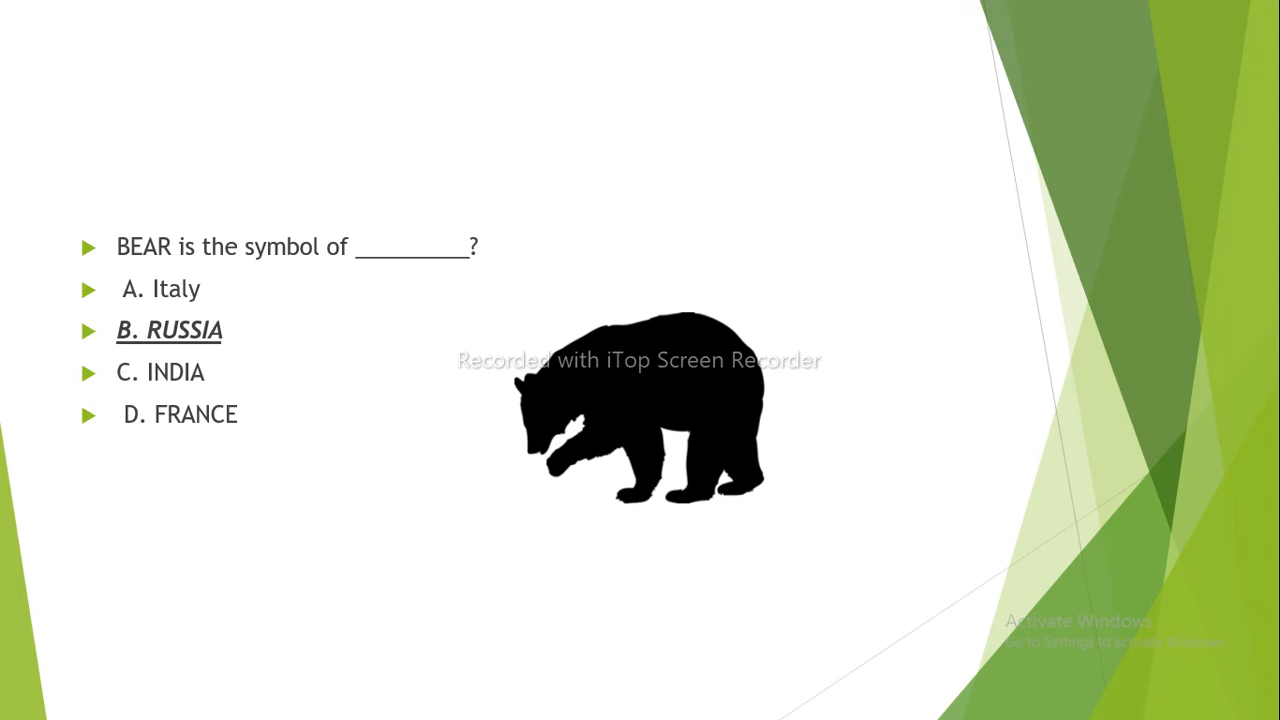 BEAR is the symbol of _________?
A. Italy
B. RUSSIA
C. INDIA
D. FRANCE
Recorded with iTop Screen Recorder
Activate Windows
Go to Settings to activate Windows.